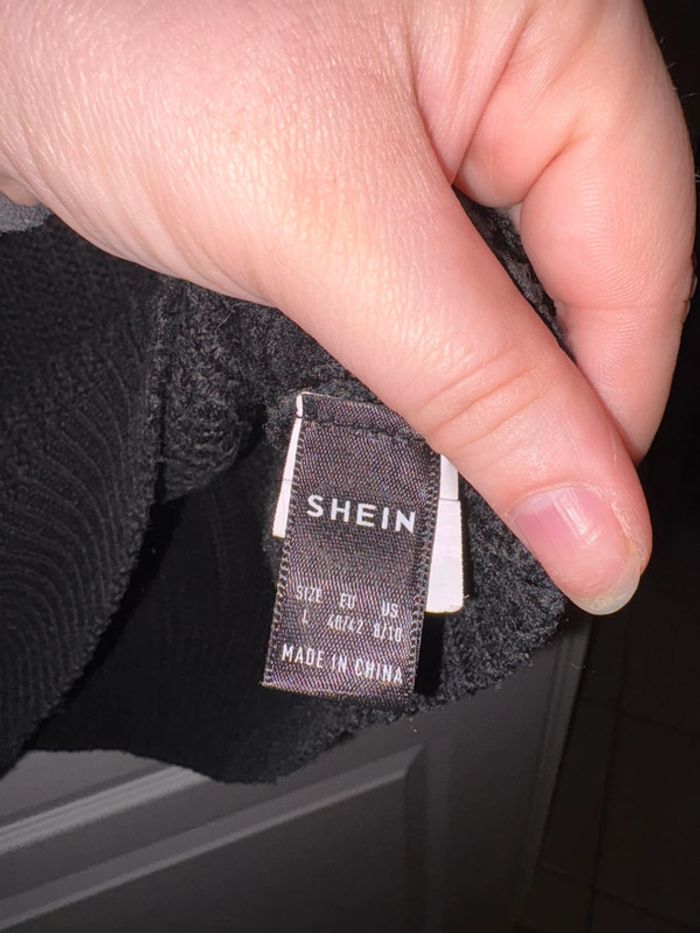 SHEIN
SIZE EU US
L 40/42 8/10
MADE IN CHINA